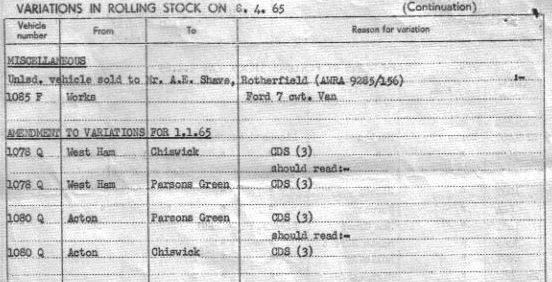 VARIATIONS IN ROLLING STOCK ON 8. 4. 65 (Continuation)
Vehicle number From To Reason for variation
MISCELLANEOUS
Unlsd. vehicle sold to Mr. A.E. Shave, Rotherfield (AMRA 9285/156) :-
1085 F Works Ford 7 cwt. Van
AMENDMENT TO VARIATIONS FOR 1.1.65
1078 Q West Ham Chiswick CDS (3)
should read:-
1078 Q West Ham Parsons Green CDS (3)
1080 Q Acton Parsons Green CDS (3)
should read:-
1080 Q Acton Chiswick CDS (3)